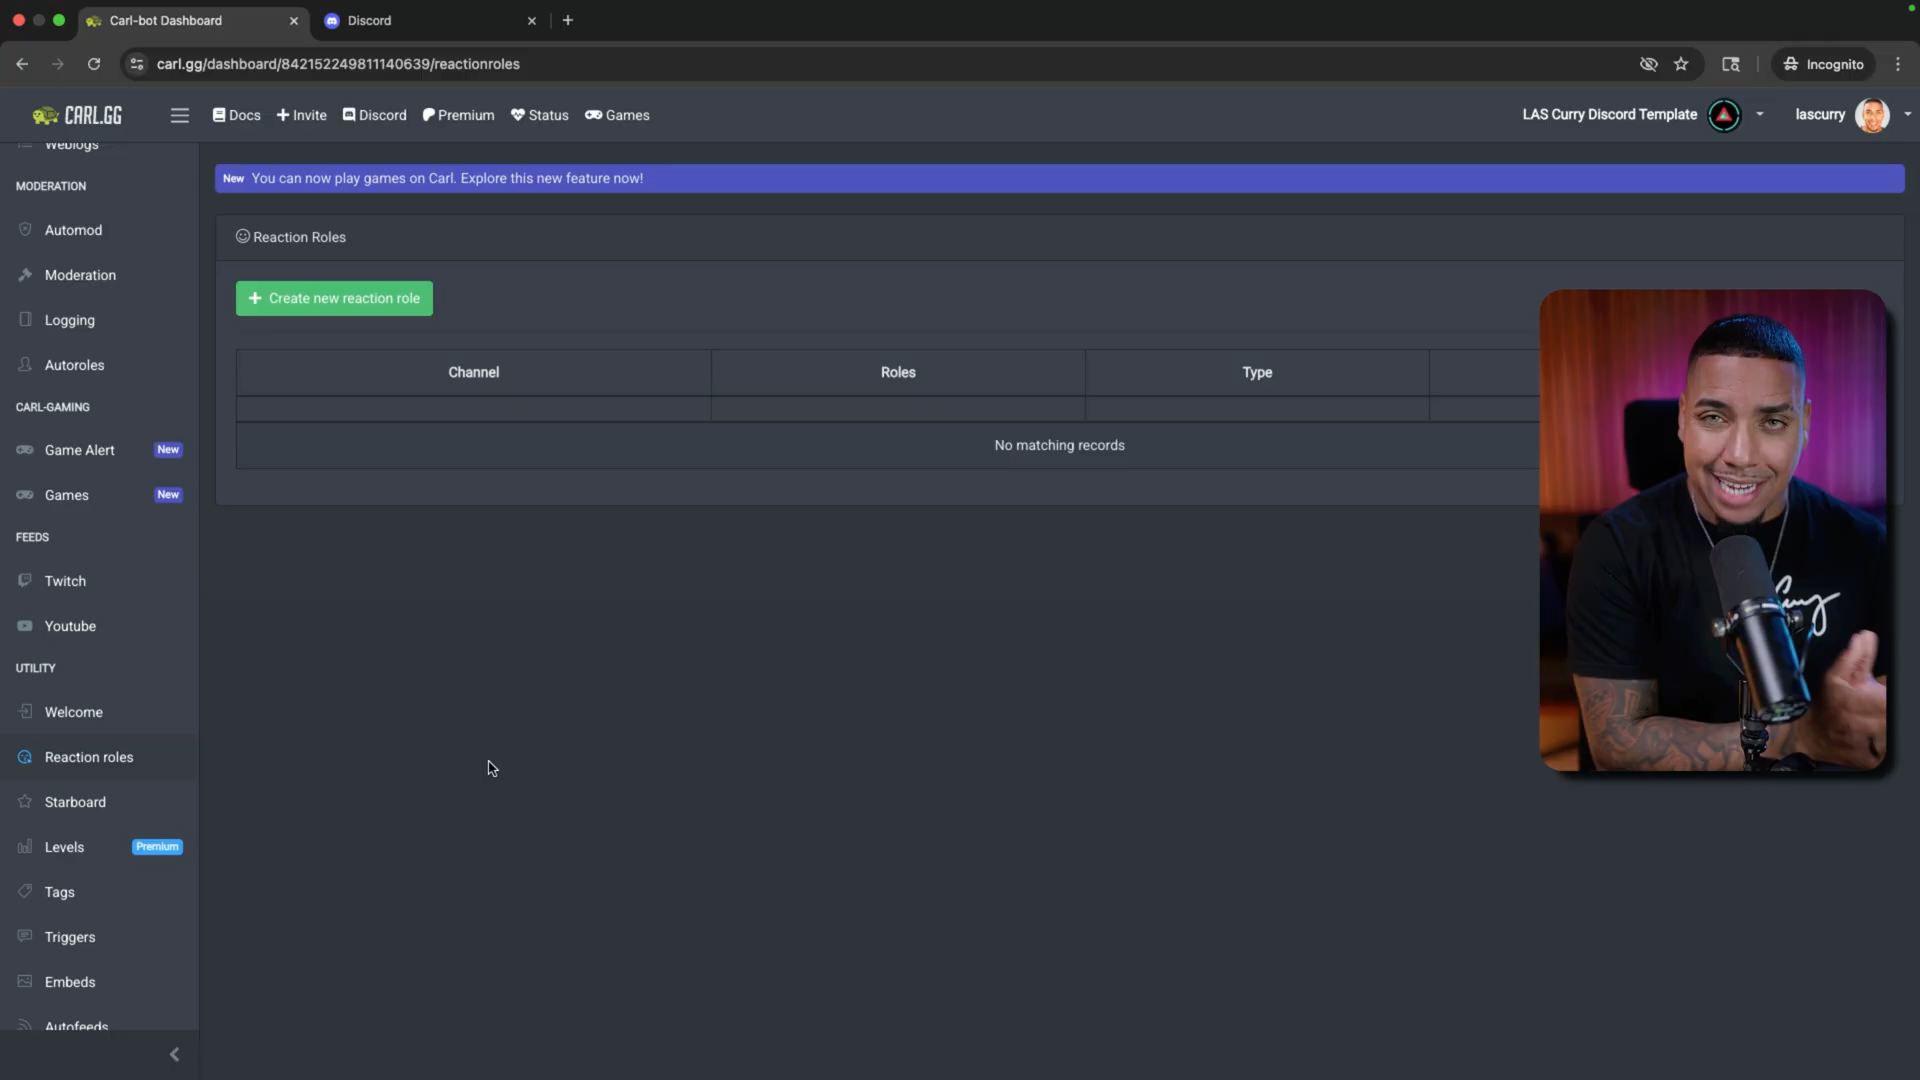 Carl-bot Dashboard
Discord
carl.gg/dashboard/842152249811140639/reactionroles
Incognito
CARL.GG
Docs
Invite
Discord
Premium
Status
Games
LAS Curry Discord Template
lascurry
Weblogs
MODERATION
Automod
Moderation
Logging
Autoroles
CARL-GAMING
Game Alert New
Games New
FEEDS
Twitch
Youtube
UTILITY
Welcome
Reaction roles
Starboard
Levels Premium
Tags
Triggers
Embeds
Autofeeds
New You can now play games on Carl. Explore this new feature now!
Reaction Roles
Create new reaction role
Channel Roles Type
No matching records